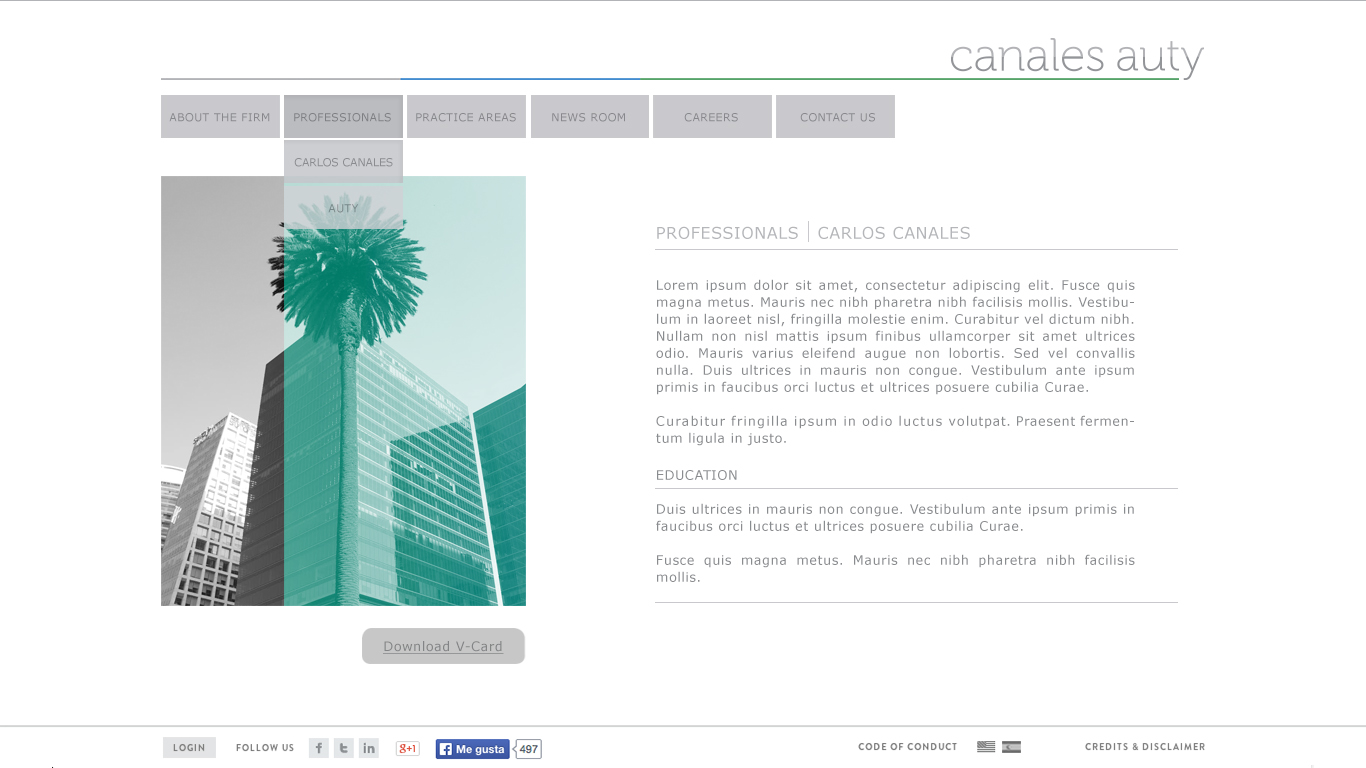 canales auty
ABOUT THE FIRM
PROFESSIONALS
PRACTICE AREAS
NEWS ROOM
CAREERS
CONTACT US
CARLOS CANALES
AUTY
PROFESSIONALS | CARLOS CANALES
Lorem ipsum dolor sit amet, consectetur adipiscing elit. Fusce quis
magna metus. Mauris nec nibh pharetra nibh facilisis mollis. Vestibu-
lum in laoreet nisl, fringilla molestie enim. Curabitur vel dictum nibh.
Nullam non nisl mattis ipsum finibus ullamcorper sit amet ultrices
odio. Mauris varius eleifend augue non lobortis. Sed vel convallis
nulla. Duis ultrices in mauris non congue. Vestibulum ante ipsum
primis in faucibus orci luctus et ultrices posuere cubilia Curae.
Curabitur fringilla ipsum in odio luctus volutpat. Praesent fermen-
tum ligula in justo.
EDUCATION
Duis ultrices in mauris non congue. Vestibulum ante ipsum primis in
faucibus orci luctus et ultrices posuere cubilia Curae.
Fusce quis magna metus. Mauris nec nibh pharetra nibh facilisis
mollis.
Download V-Card
LOGIN
FOLLOW US
f
t
in
g+1
f Me gusta
497
CODE OF CONDUCT
CREDITS & DISCLAIMER